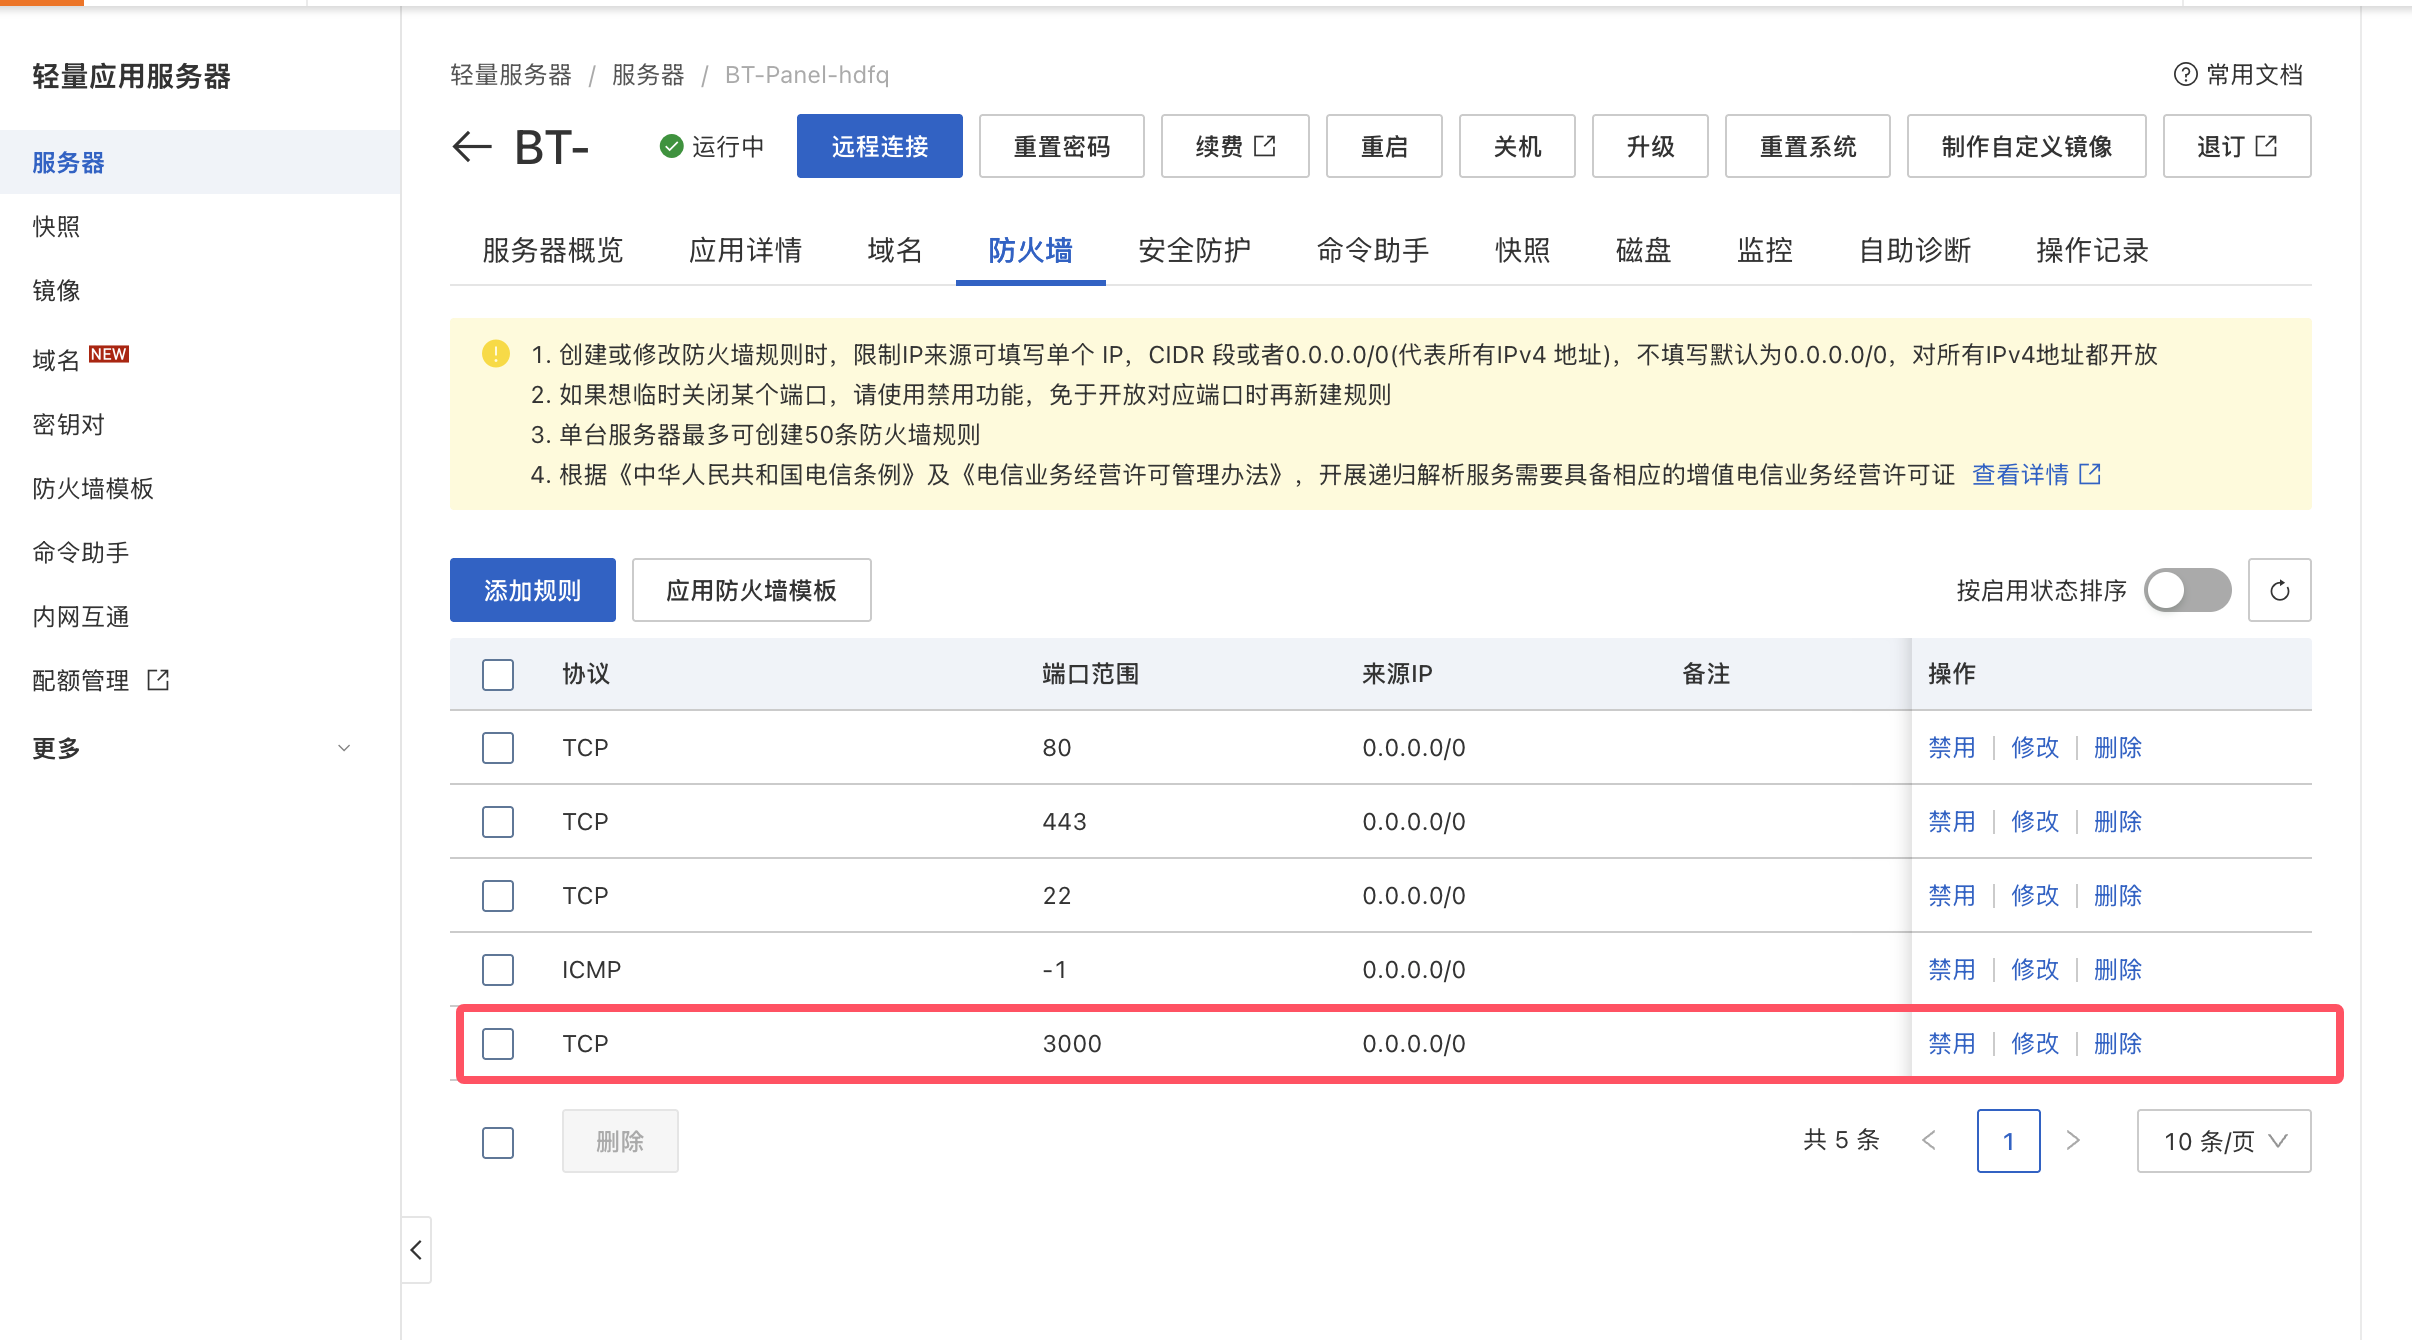 轻量应用服务器
服务器
快照
镜像
域名 NEW
密钥对
防火墙模板
命令助手
内网互通
配额管理
更多
轻量服务器 / 服务器 / BT-Panel-hdfq
常用文档
BT-
运行中
远程连接
重置密码
续费
重启
关机
升级
重置系统
制作自定义镜像
退订
服务器概览 应用详情 域名 防火墙 安全防护 命令助手 快照 磁盘 监控 自助诊断 操作记录
1. 创建或修改防火墙规则时，限制IP来源可填写单个 IP，CIDR 段或者0.0.0.0/0(代表所有IPv4 地址)，不填写默认为0.0.0.0/0，对所有IPv4地址都开放
2. 如果想临时关闭某个端口，请使用禁用功能，免于开放对应端口时再新建规则
3. 单台服务器最多可创建50条防火墙规则
4. 根据《中华人民共和国电信条例》及《电信业务经营许可管理办法》，开展递归解析服务需要具备相应的增值电信业务经营许可证 查看详情
添加规则
应用防火墙模板
按启用状态排序
协议 端口范围 来源IP 备注 操作
TCP 80 0.0.0.0/0 禁用 修改 删除
TCP 443 0.0.0.0/0 禁用 修改 删除
TCP 22 0.0.0.0/0 禁用 修改 删除
ICMP -1 0.0.0.0/0 禁用 修改 删除
TCP 3000 0.0.0.0/0 禁用 修改 删除
删除
共 5 条
1
10 条/页